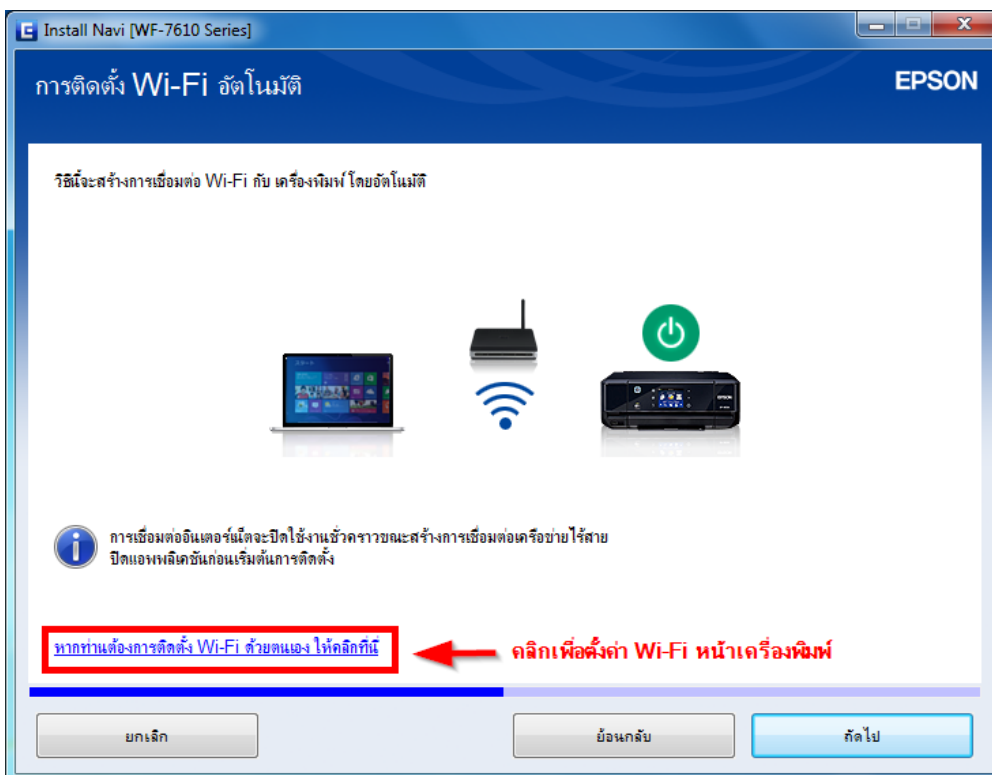 Install Navi [WF-7610 Series]
การติดตั้ง Wi-Fi อัตโนมัติ
EPSON
วิธีนี้จะสร้างการเชื่อมต่อ Wi-Fi กับ เครื่องพิมพ์ โดยอัตโนมัติ
การเชื่อมต่ออินเตอร์เน็ตจะปิดใช้งานชั่วคราวขณะสร้างการเชื่อมต่อเครือข่ายไร้สาย
ปิดแอพพลิเคชันก่อนเริ่มต้นการติดตั้ง
หากท่านต้องการติดตั้ง Wi-Fi ด้วยตนเอง ให้คลิกที่นี่
คลิกเพื่อตั้งค่า Wi-Fi หน้าเครื่องพิมพ์
ยกเลิก
ย้อนกลับ
ถัดไป